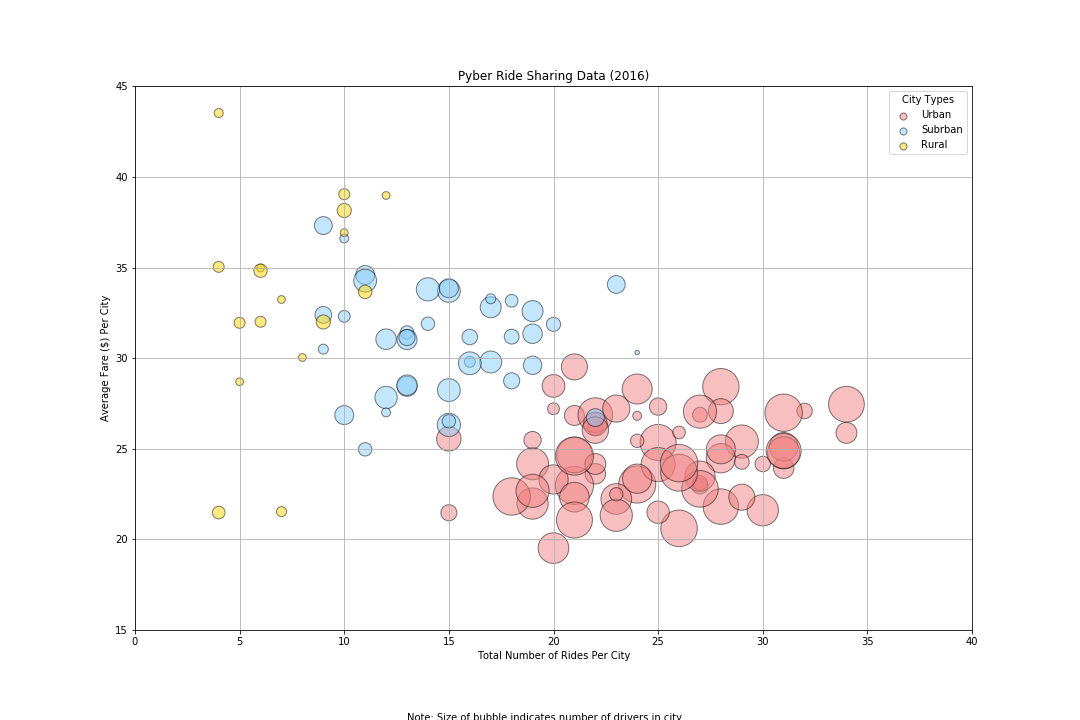 Pyber Ride Sharing Data (2016)
45
40
35
30
25
20
15
Average Fare ($) Per City
City Types
Urban
Subrban
Rural
0 5 10 15 20 25 30 35 40
Total Number of Rides Per City
Note: Size of bubble indicates number of drivers in city